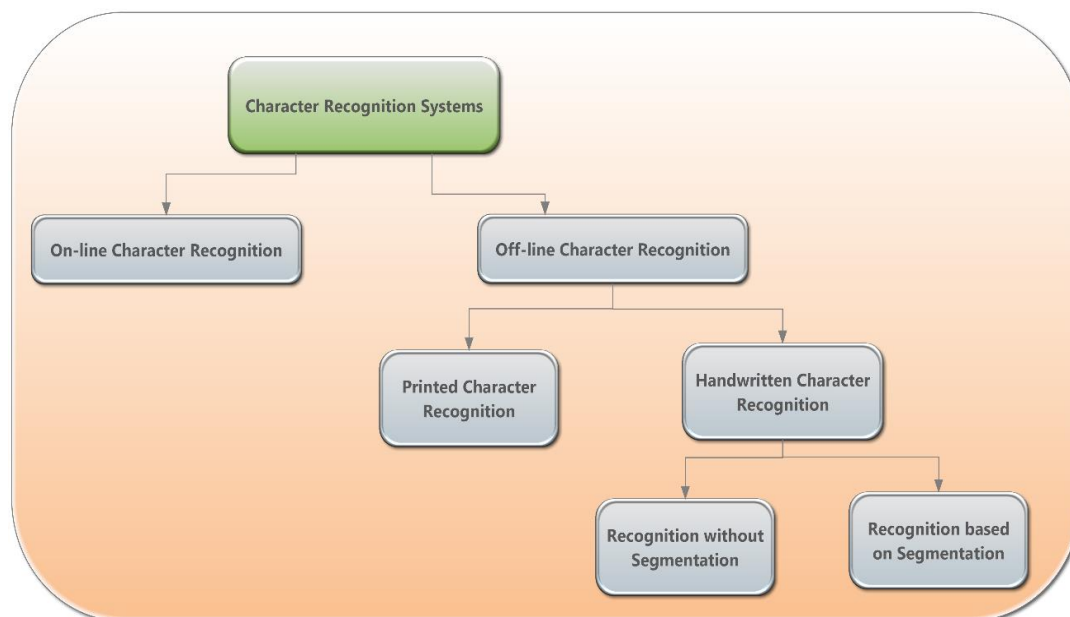 Character Recognition Systems
On-line Character Recognition
Off-line Character Recognition
Printed Character
Recognition
Handwritten Character
Recognition
Recognition without
Segmentation
Recognition based
on Segmentation